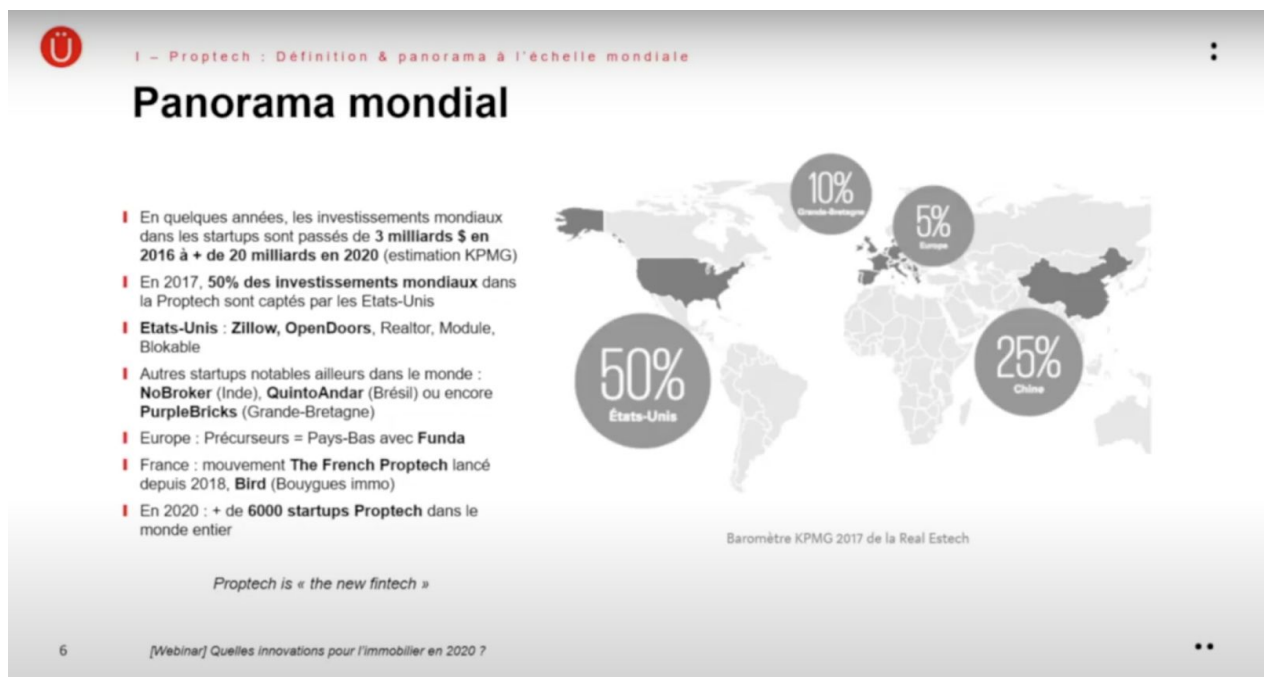 Ü
I – Proptech : Définition & panorama à l'échelle mondiale
Panorama mondial
En quelques années, les investissements mondiaux
dans les startups sont passés de 3 milliards $ en
2016 à + de 20 milliards en 2020 (estimation KPMG)
En 2017, 50% des investissements mondiaux dans
la Proptech sont captés par les Etats-Unis
Etats-Unis : Zillow, OpenDoors, Realtor, Module,
Blokable
Autres startups notables ailleurs dans le monde :
NoBroker (Inde), QuintoAndar (Brésil) ou encore
PurpleBricks (Grande-Bretagne)
Europe : Précurseurs = Pays-Bas avec Funda
France : mouvement The French Proptech lancé
depuis 2018, Bird (Bouygues immo)
En 2020 : + de 6000 startups Proptech dans le
monde entier
Proptech is « the new fintech »
10%
Grande-Bretagne
5%
Europe
50%
États-Unis
25%
Chine
Baromètre KPMG 2017 de la Real Estech
6
[Webinar] Quelles innovations pour l'immobilier en 2020 ?